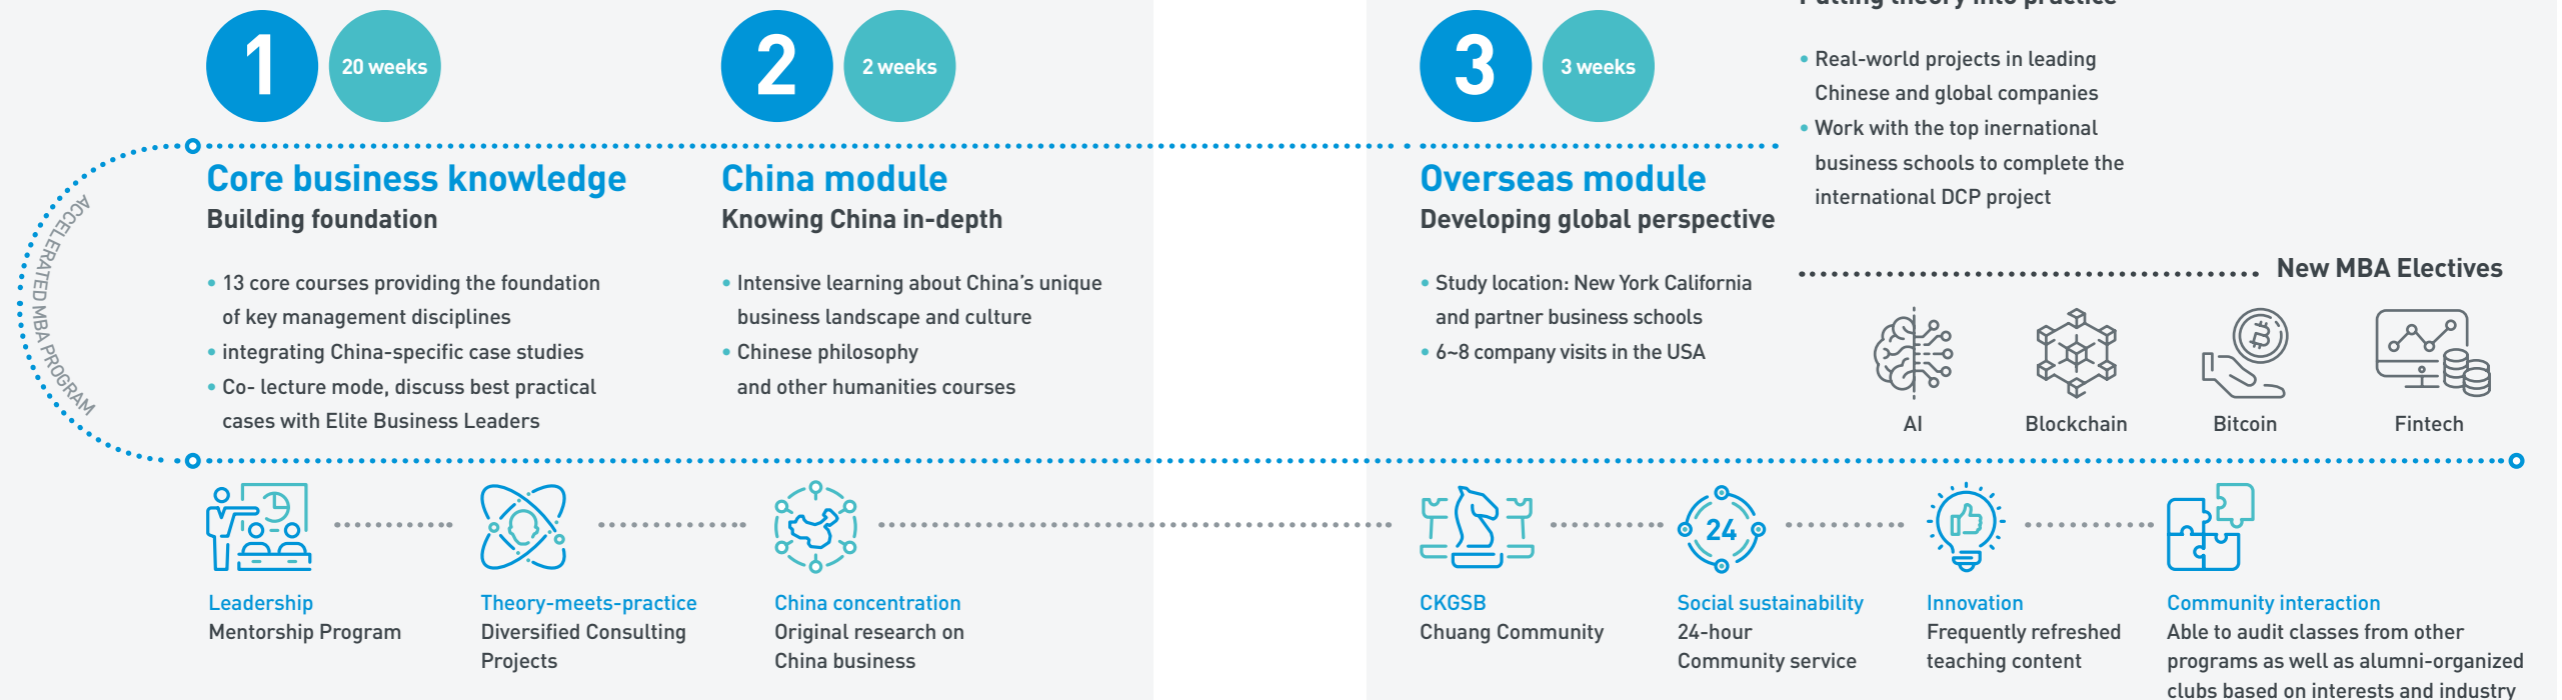 1
20 weeks
Core business knowledge
Building foundation
• 13 core courses providing the foundation
of key management disciplines
• integrating China-specific case studies
• Co- lecture mode, discuss best practical
cases with Elite Business Leaders
2
2 weeks
China module
Knowing China in-depth
• Intensive learning about China's unique
business landscape and culture
• Chinese philosophy
and other humanities courses
3
3 weeks
Overseas module
Developing global perspective
• Study location: New York California
and partner business schools
• 6~8 company visits in the USA
Putting theory into practice
• Real-world projects in leading
Chinese and global companies
• Work with the top inernational
business schools to complete the
international DCP project
New MBA Electives
AI
Blockchain
Bitcoin
Fintech
ACCELERATED MBA PROGRAM
Leadership
Mentorship Program
Theory-meets-practice
Diversified Consulting
Projects
China concentration
Original research on
China business
CKGSB
Chuang Community
24
Social sustainability
24-hour
Community service
Innovation
Frequently refreshed
teaching content
Community interaction
Able to audit classes from other
programs as well as alumni-organized
clubs based on interests and industry